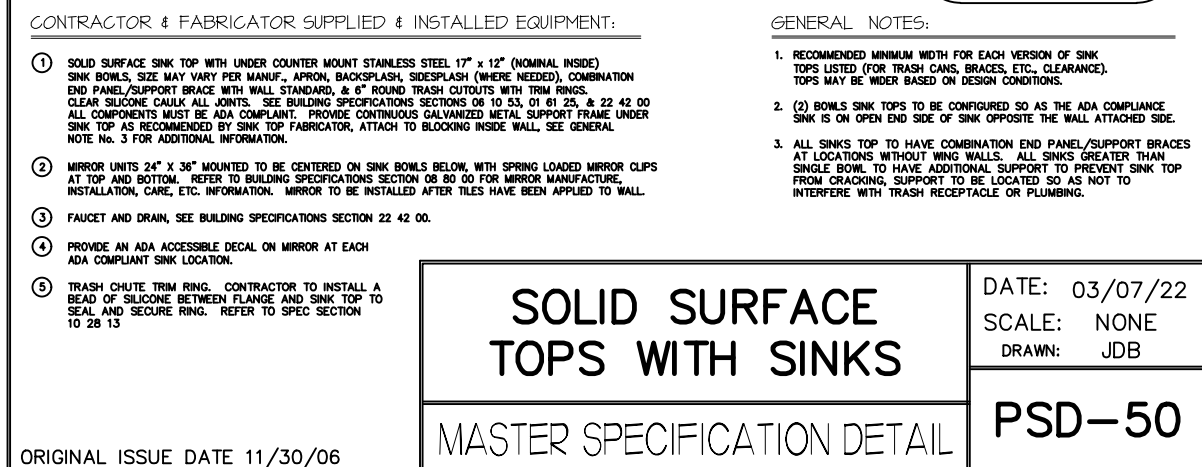 CONTRACTOR & FABRICATOR SUPPLIED & INSTALLED EQUIPMENT:
1 SOLID SURFACE SINK TOP WITH UNDER COUNTER MOUNT STAINLESS STEEL 17" x 12" (NOMINAL INSIDE)
SINK BOWLS, SIZE MAY VARY PER MANUF., APRON, BACKSPLASH, SIDESPLASH (WHERE NEEDED), COMBINATION
END PANEL/SUPPORT BRACE WITH WALL STANDARD, & 6" ROUND TRASH CUTOUTS WITH TRIM RINGS.
CLEAR SILICONE CAULK ALL JOINTS. SEE BUILDING SPECIFICATIONS SECTIONS 06 10 53, 01 61 25, & 22 42 00
ALL COMPONENTS MUST BE ADA COMPLAINT. PROVIDE CONTINUOUS GALVANIZED METAL SUPPORT FRAME UNDER
SINK TOP AS RECOMMENDED BY SINK TOP FABRICATOR, ATTACH TO BLOCKING INSIDE WALL, SEE GENERAL
NOTE No. 3 FOR ADDITIONAL INFORMATION.
2 MIRROR UNITS 24" X 36" MOUNTED TO BE CENTERED ON SINK BOWLS BELOW, WITH SPRING LOADED MIRROR CLIPS
AT TOP AND BOTTOM. REFER TO BUILDING SPECIFICATIONS SECTION 08 80 00 FOR MIRROR MANUFACTURE,
INSTALLATION, CARE, ETC. INFORMATION. MIRROR TO BE INSTALLED AFTER TILES HAVE BEEN APPLIED TO WALL.
3 FAUCET AND DRAIN, SEE BUILDING SPECIFICATIONS SECTION 22 42 00.
4 PROVIDE AN ADA ACCESSIBLE DECAL ON MIRROR AT EACH
ADA COMPLIANT SINK LOCATION.
5 TRASH CHUTE TRIM RING. CONTRACTOR TO INSTALL A
BEAD OF SILICONE BETWEEN FLANGE AND SINK TOP TO
SEAL AND SECURE RING. REFER TO SPEC SECTION
10 28 13
ORIGINAL ISSUE DATE 11/30/06
GENERAL NOTES:
1. RECOMMENDED MINIMUM WIDTH FOR EACH VERSION OF SINK
TOPS LISTED (FOR TRASH CANS, BRACES, ETC., CLEARANCE).
TOPS MAY BE WIDER BASED ON DESIGN CONDITIONS.
2. (2) BOWLS SINK TOPS TO BE CONFIGURED SO AS THE ADA COMPLIANCE
SINK IS ON OPEN END SIDE OF SINK OPPOSITE THE WALL ATTACHED SIDE.
3. ALL SINKS TOP TO HAVE COMBINATION END PANEL/SUPPORT BRACES
AT LOCATIONS WITHOUT WING WALLS. ALL SINKS GREATER THAN
SINGLE BOWL TO HAVE ADDITIONAL SUPPORT TO PREVENT SINK TOP
FROM CRACKING, SUPPORT TO BE LOCATED SO AS NOT TO
INTERFERE WITH TRASH RECEPTACLE OR PLUMBING.
SOLID SURFACE
TOPS WITH SINKS
MASTER SPECIFICATION DETAIL
DATE: 03/07/22
SCALE: NONE
DRAWN: JDB
PSD-50